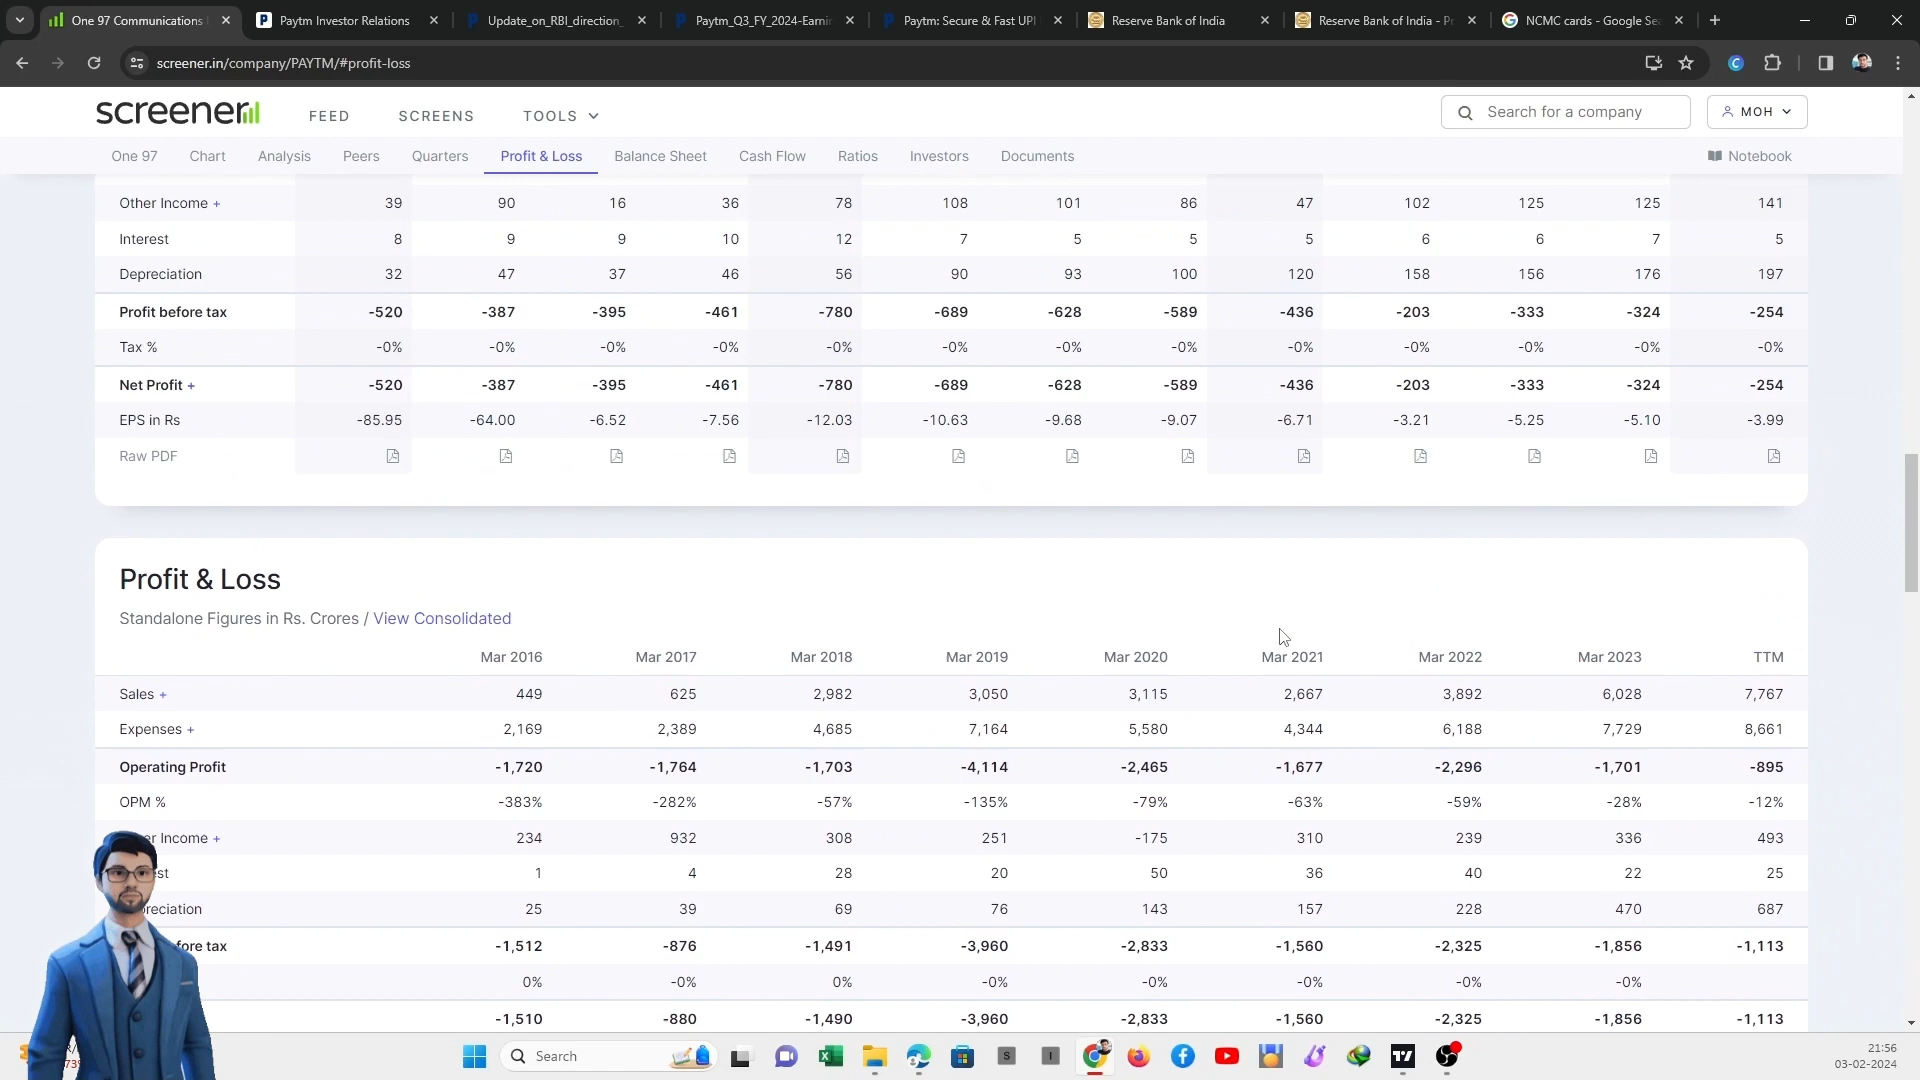 One 97 Communications
Paytm Investor Relations
Update_on_RBI_direction_
Paytm_Q3_FY_2024-Earnin
Paytm: Secure & Fast UPI
Reserve Bank of India
Reserve Bank of India - Pr
NCMC cards - Google Sea
screener.in/company/PAYTM/#profit-loss
screener
FEED
SCREENS
TOOLS
Search for a company
MOH
One 97 Chart Analysis Peers Quarters Profit & Loss Balance Sheet Cash Flow Ratios Investors Documents Notebook
Other Income + 39 90 16 36 78 108 101 86 47 102 125 125 141
Interest 8 9 9 10 12 7 5 5 5 6 6 7 5
Depreciation 32 47 37 46 56 90 93 100 120 158 156 176 197
Profit before tax -520 -387 -395 -461 -780 -689 -628 -589 -436 -203 -333 -324 -254
Tax % -0% -0% -0% -0% -0% -0% -0% -0% -0% -0% -0% -0% -0%
Net Profit + -520 -387 -395 -461 -780 -689 -628 -589 -436 -203 -333 -324 -254
EPS in Rs -85.95 -64.00 -6.52 -7.56 -12.03 -10.63 -9.68 -9.07 -6.71 -3.21 -5.25 -5.10 -3.99
Raw PDF
Profit & Loss
Standalone Figures in Rs. Crores / View Consolidated
Mar 2016 Mar 2017 Mar 2018 Mar 2019 Mar 2020 Mar 2021 Mar 2022 Mar 2023 TTM
Sales + 449 625 2,982 3,050 3,115 2,667 3,892 6,028 7,767
Expenses + 2,169 2,389 4,685 7,164 5,580 4,344 6,188 7,729 8,661
Operating Profit -1,720 -1,764 -1,703 -4,114 -2,465 -1,677 -2,296 -1,701 -895
OPM % -383% -282% -57% -135% -79% -63% -59% -28% -12%
er Income + 234 932 308 251 -175 310 239 336 493
est 1 4 28 20 50 36 40 22 25
reciation 25 39 69 76 143 157 228 470 687
fore tax -1,512 -876 -1,491 -3,960 -2,833 -1,560 -2,325 -1,856 -1,113
0% -0% 0% -0% -0% -0% -0% -0%
-1,510 -880 -1,490 -3,960 -2,833 -1,560 -2,325 -1,856 -1,113
Search
21:56
03-02-2024